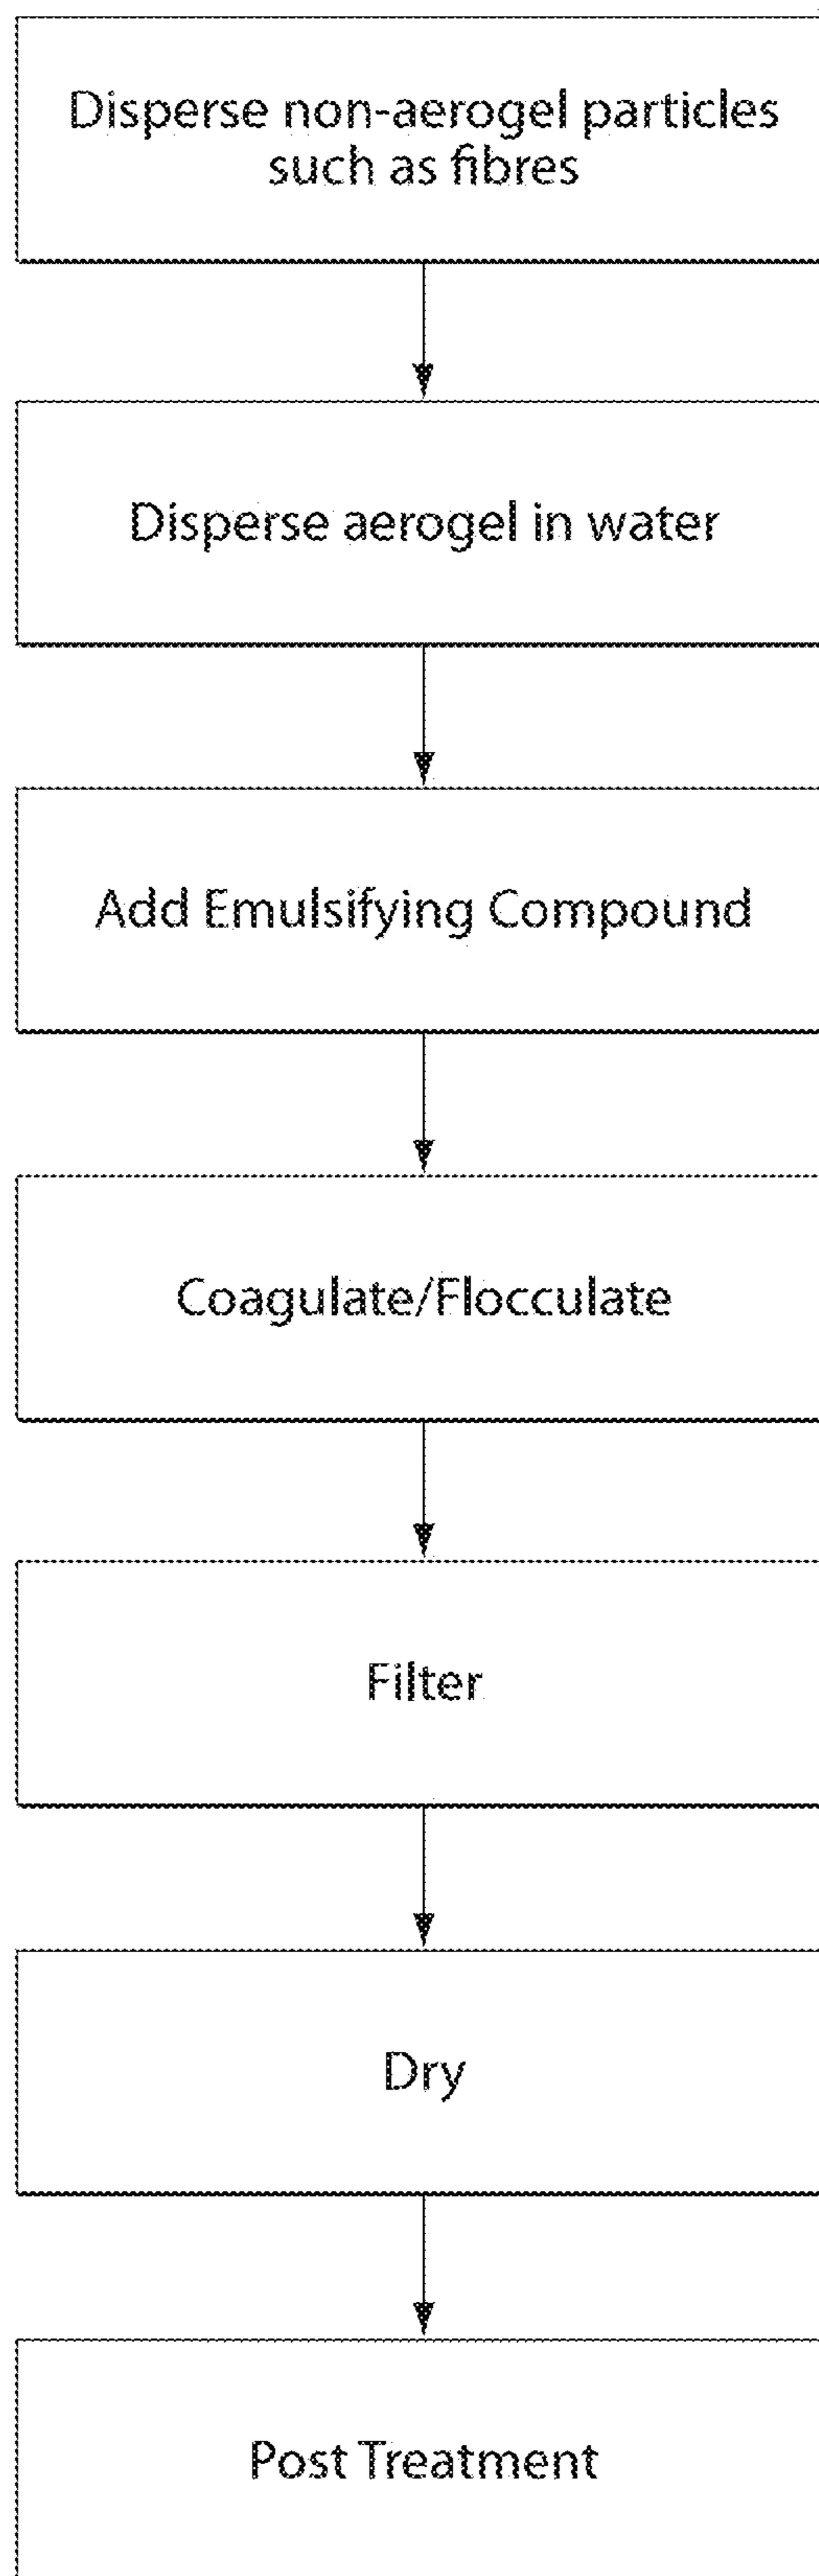 Disperse non-aerogel particles
such as fibres
Disperse aerogel in water
Add Emulsifying Compound
Coagulate/Flocculate
Filter
Dry
Post Treatment